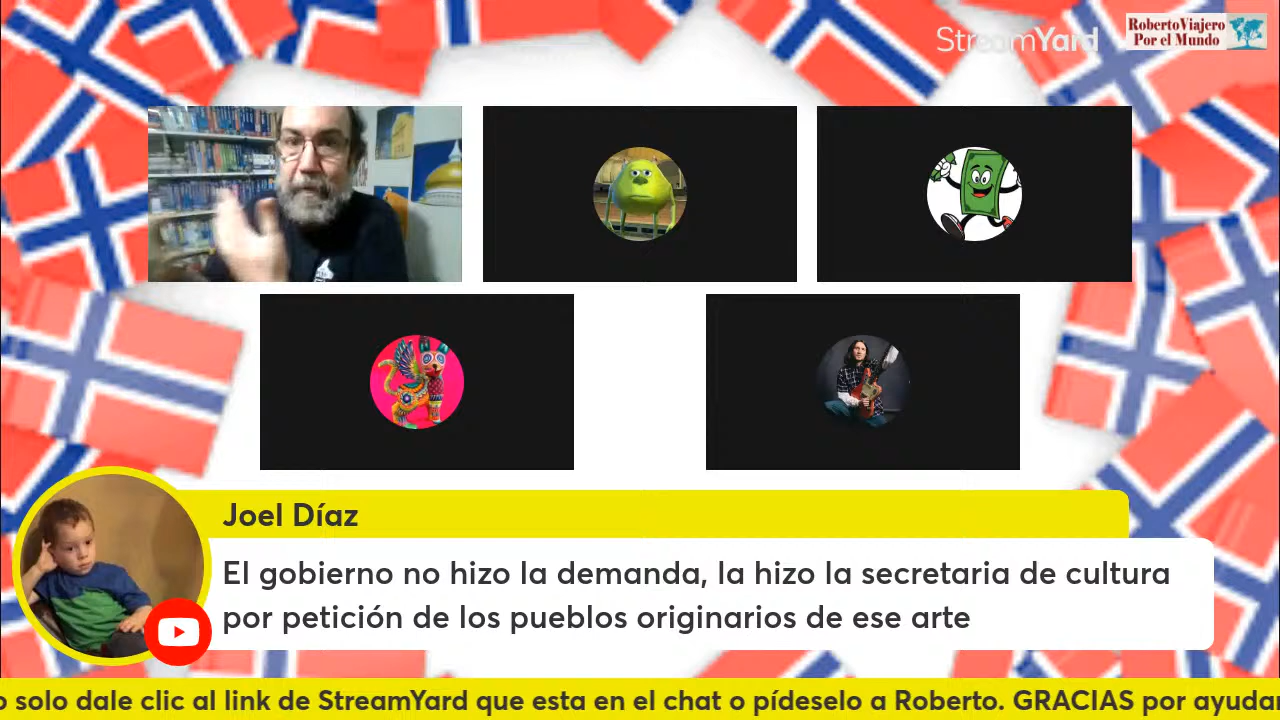 StreamYard
Roberto Viajero
Por el Mundo
Joel Díaz
El gobierno no hizo la demanda, la hizo la secretaria de cultura
por petición de los pueblos originarios de ese arte
o solo dale clic al link de StreamYard que esta en el chat o pídeselo a Roberto. GRACIAS por ayudar